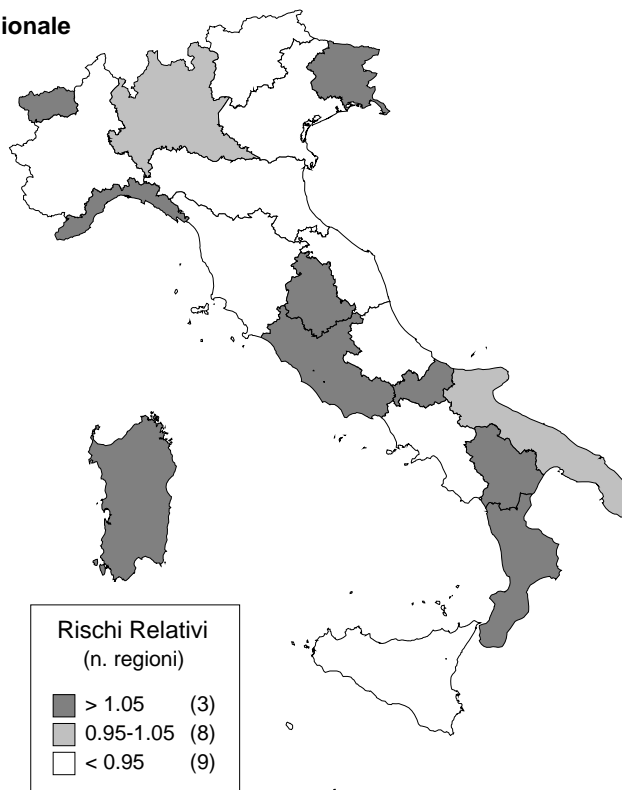 ionale
Rischi Relativi
(n. regioni)
> 1.05 (3)
0.95-1.05 (8)
< 0.95 (9)